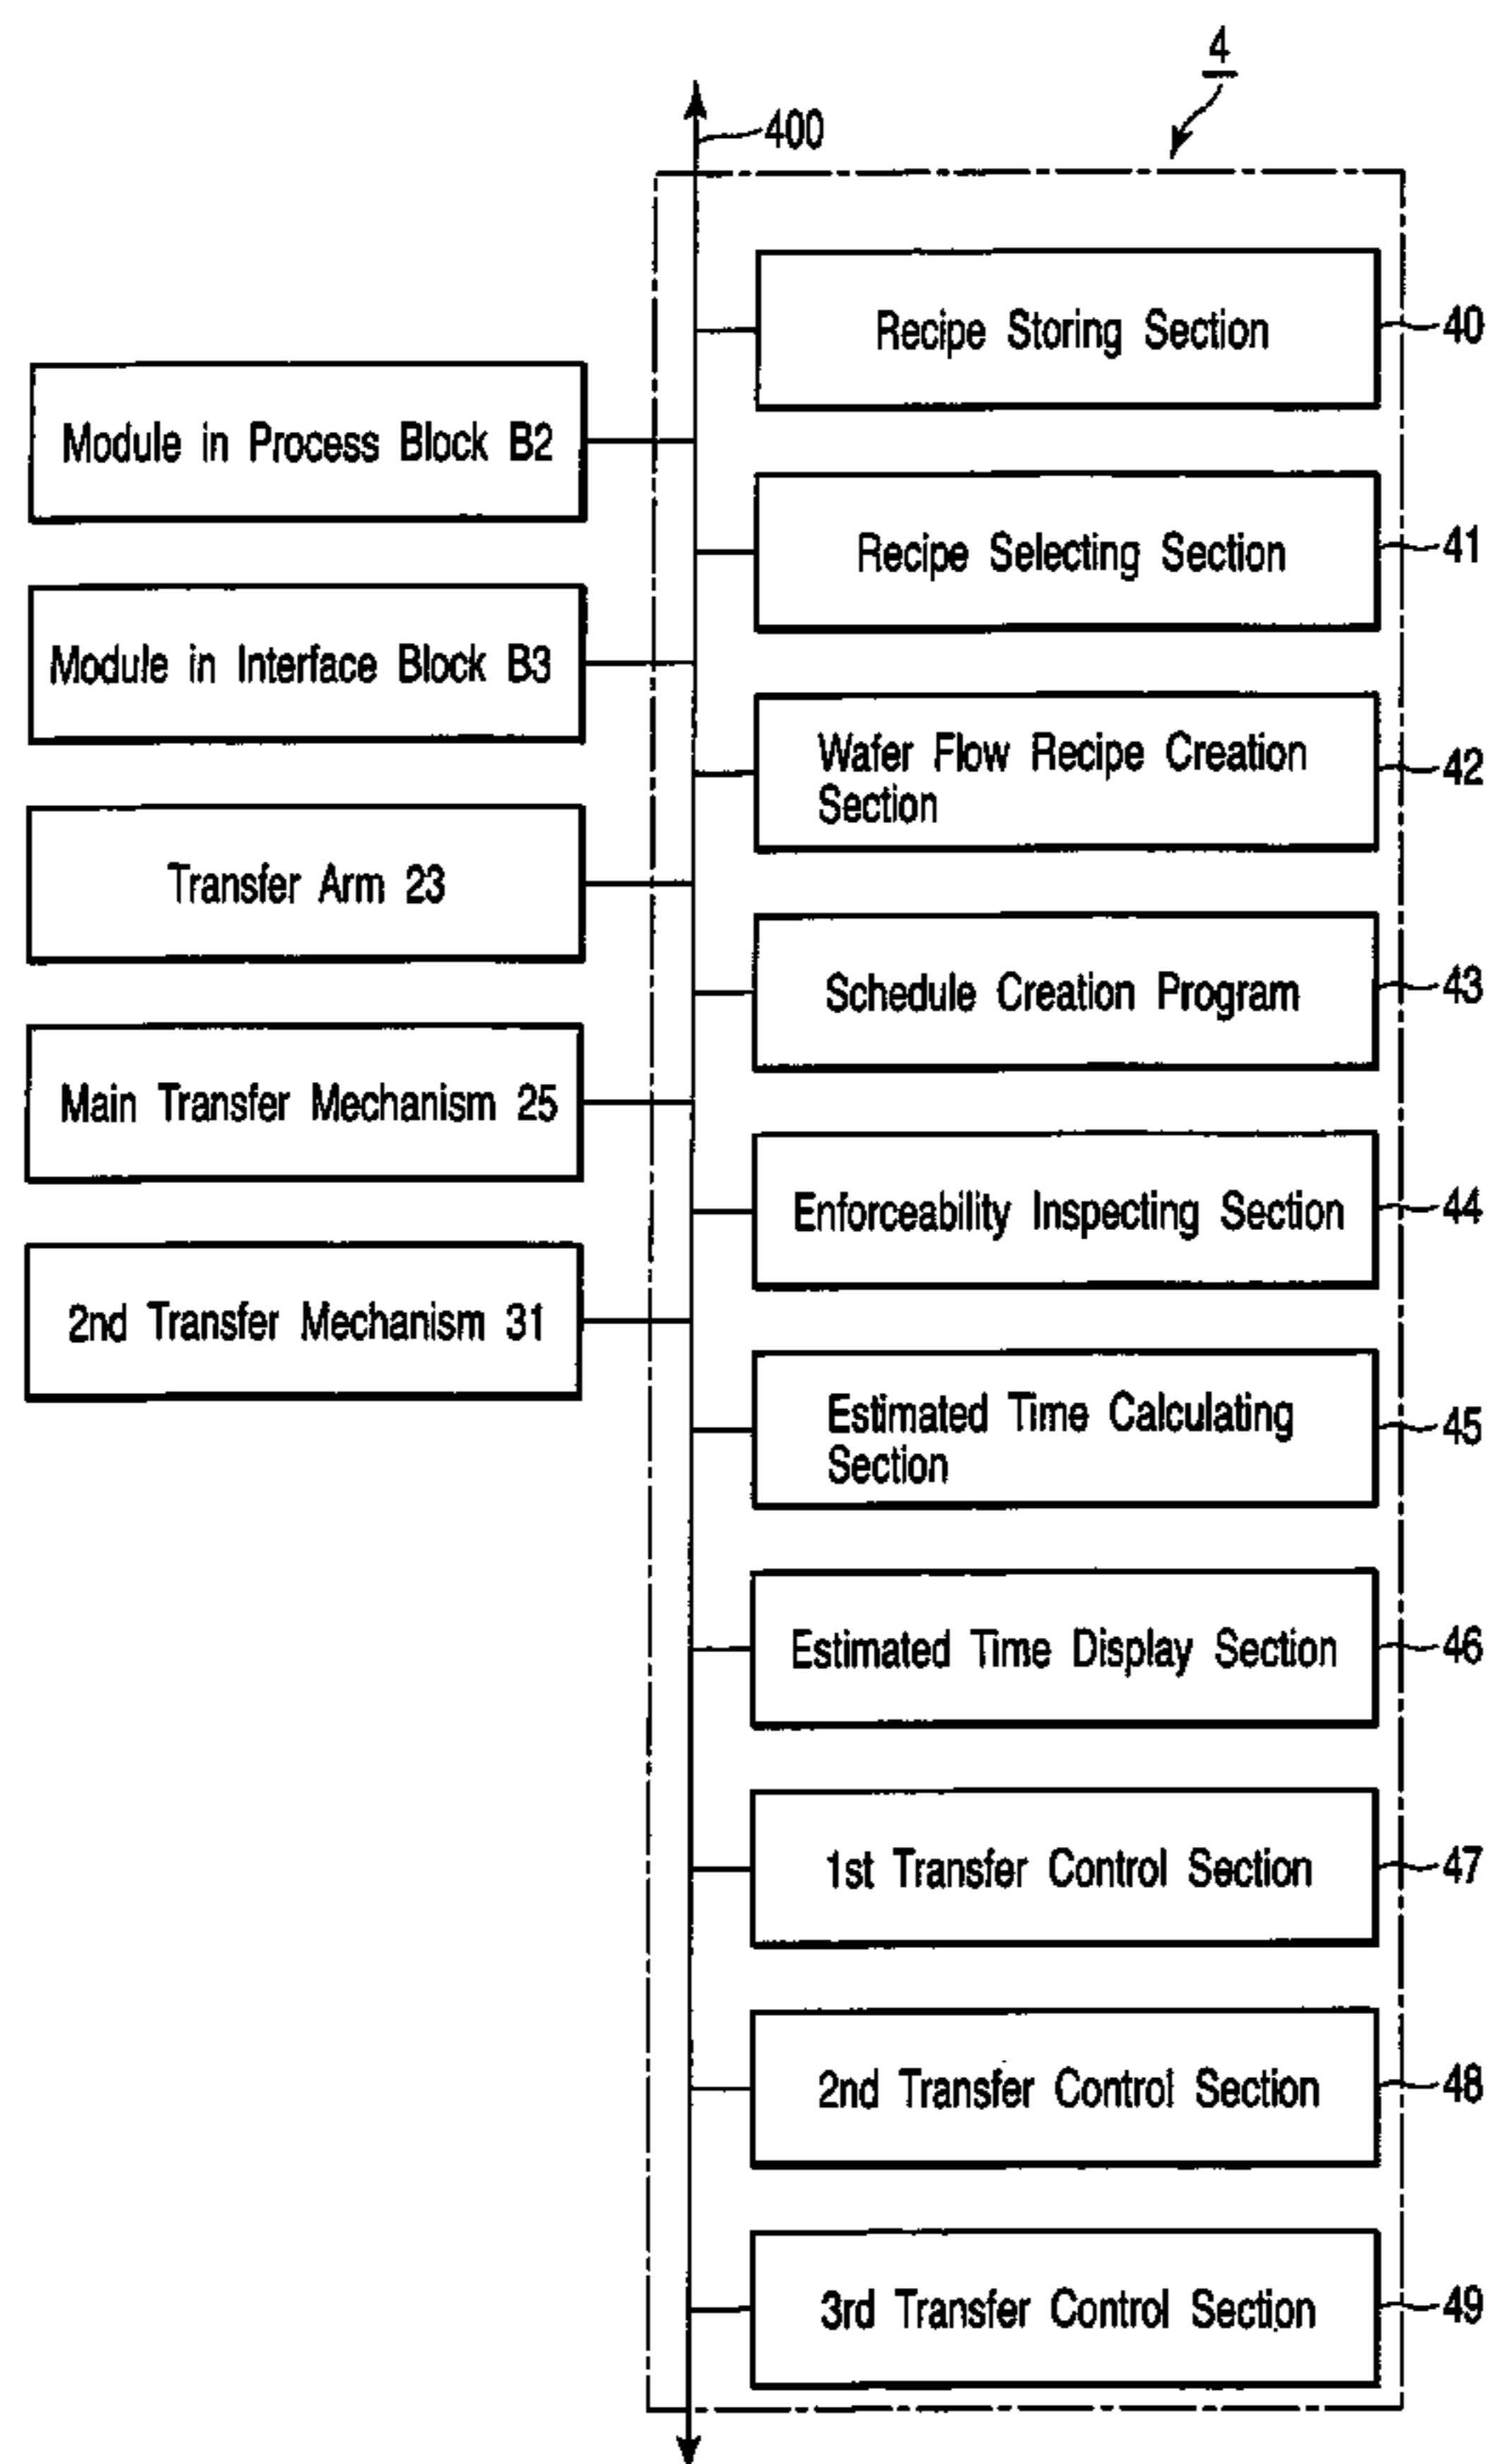 4
400
Recipe Storing Section
40
Module in Process Block B2
Recipe Selecting Section
41
Module in Interface Block B3
Wafer Flow Recipe Creation
Section
42
Transfer Arm 23
Schedule Creation Program
43
Main Transfer Mechanism 25
Enforceability Inspecting Section
44
2nd Transfer Mechanism 31
Estimated Time Calculating
Section
45
Estimated Time Display Section
46
1st Transfer Control Section
47
2nd Transfer Control Section
48
3rd Transfer Control Section
49